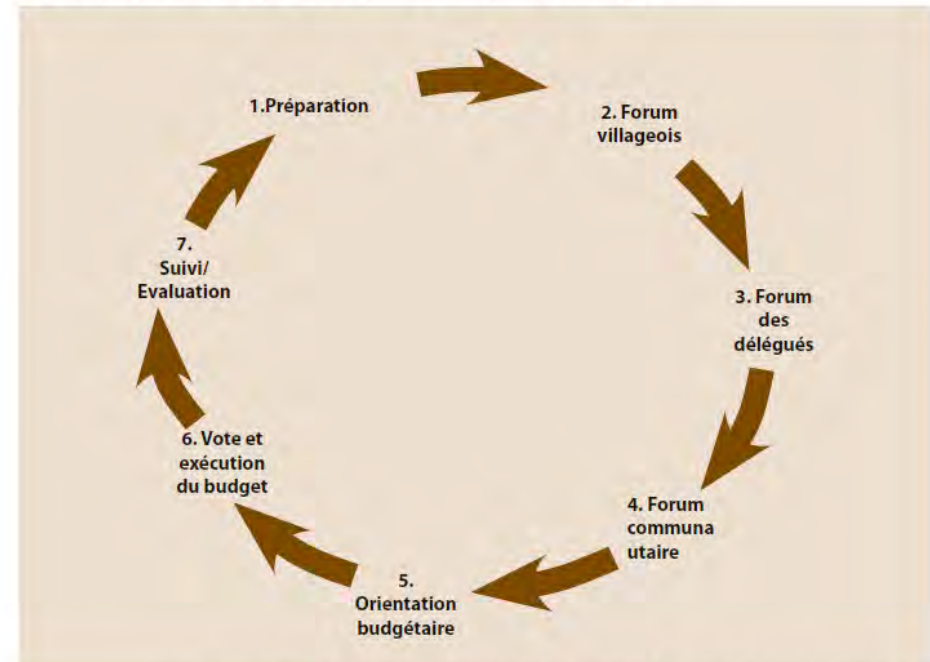 1.Préparation
2. Forum
villageois
3. Forum
des
délégués
4. Forum
communa
utaire
5.
Orientation
budgétaire
6. Vote et
exécution
du budget
7.
Suivi/
Evaluation